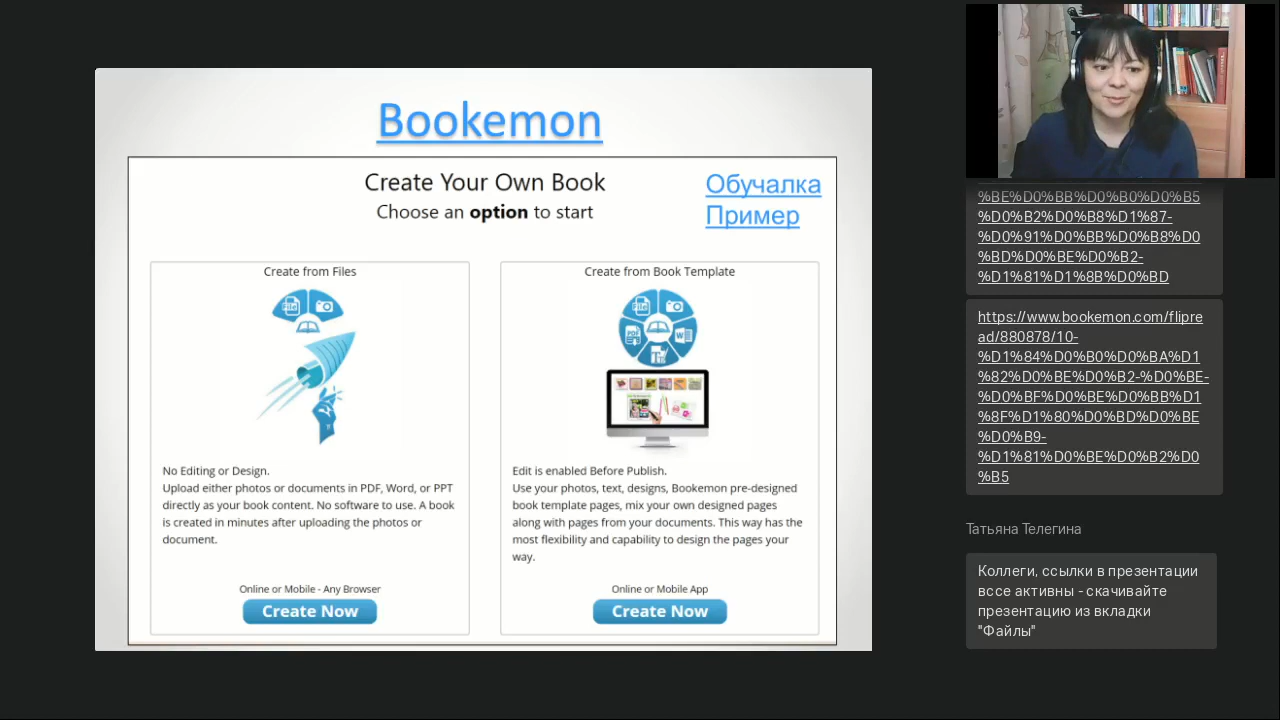 Bookemon
Create Your Own Book
Choose an option to start
Обучалка
Пример
Create from Files
No Editing or Design.
Upload either photos or documents in PDF, Word, or PPT
directly as your book content. No software to use. A book
is created in minutes after uploading the photos or
document.
Online or Mobile - Any Browser
Create Now
Create from Book Template
Edit is enabled Before Publish.
Use your photos, text, designs, Bookemon pre-designed
book template pages, mix your own designed pages
along with pages from your documents. This way has the
most flexibility and capability to design the pages your
way.
Online or Mobile App
Create Now
%BE%D0%BB%D0%B0%D0%B5
%D0%B2%D0%B8%D1%87-
%D0%91%D0%BB%D0%B8%D0
%BD%D0%BE%D0%B2-
%D1%81%D1%8B%D0%BD
https://www.bookemon.com/flipre
ad/880878/10-
%D1%84%D0%B0%D0%BA%D1
%82%D0%BE%D0%B2-%D0%BE-
%D0%BF%D0%BE%D0%BB%D1
%8F%D1%80%D0%BD%D0%BE
%D0%B9-
%D1%81%D0%BE%D0%B2%D0
%B5
Татьяна Телегина
Коллеги, ссылки в презентации
вссе активны - скачивайте
презентацию из вкладки
"Файлы"